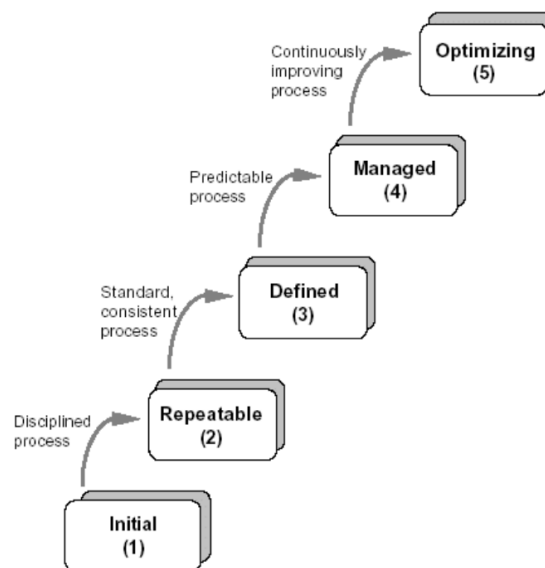 Continuously
improving
process
Optimizing
(5)
Predictable
process
Managed
(4)
Standard,
consistent
process
Defined
(3)
Disciplined
process
Repeatable
(2)
Initial
(1)